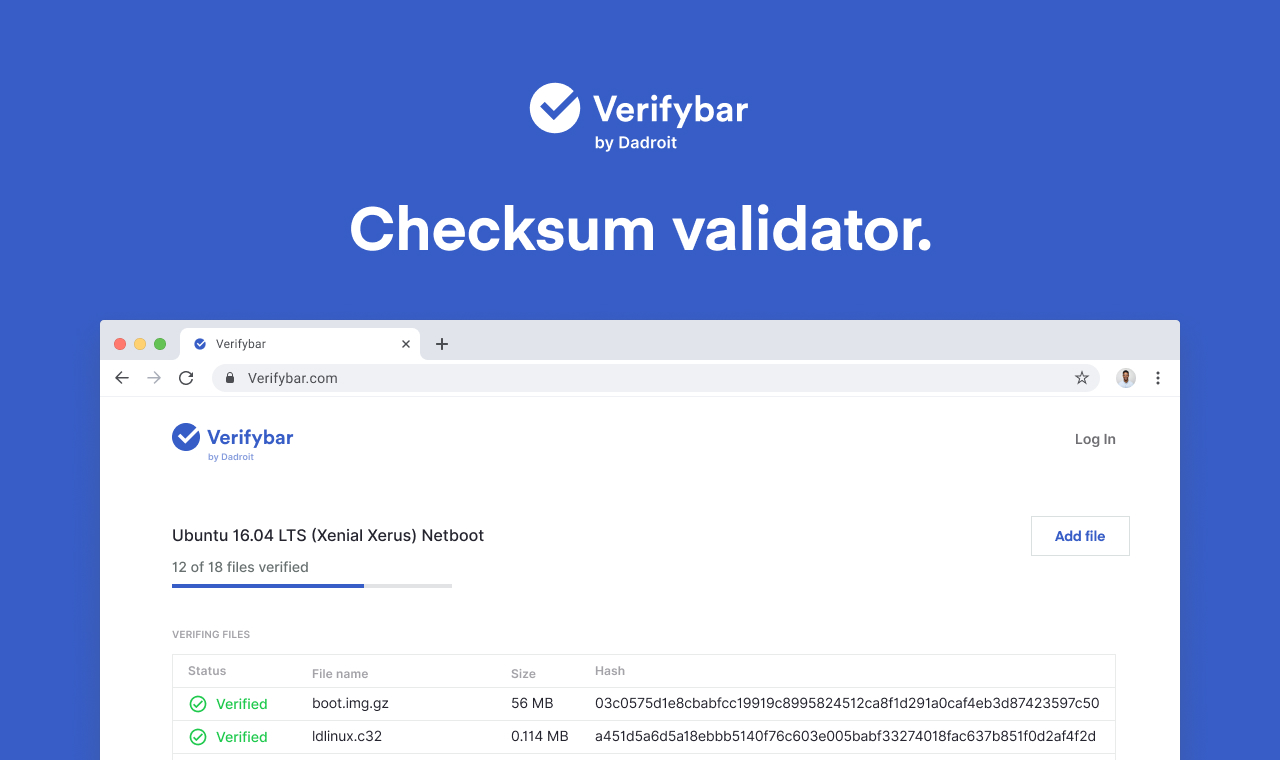 Verifybar
by Dadroit
Checksum validator.
Verifybar
Verifybar.com
Verifybar
by Dadroit
Log In
Ubuntu 16.04 LTS (Xenial Xerus) Netboot
Add file
12 of 18 files verified
VERIFING FILES
Status File name Size Hash
Verified boot.img.gz 56 MB 03c0575d1e8cbabfcc19919c8995824512ca8f1d291a0caf4eb3d87423597c50
Verified ldlinux.c32 0.114 MB a451d5a6d5a18ebbb5140f76c603e005babf33274018fac637b851f0d2af4f2d